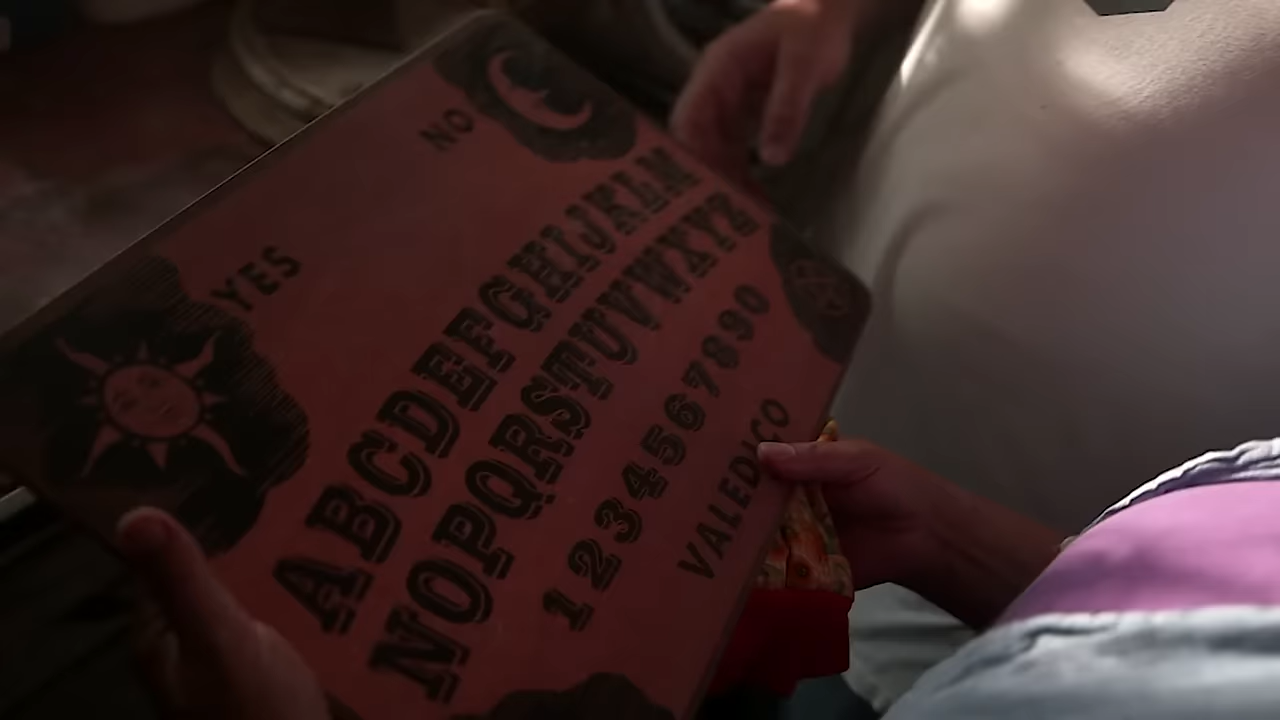 YES NO
ABCDEFGHIJKLM
NOPQRSTUVWXYZ
1234567890
VALEDICO